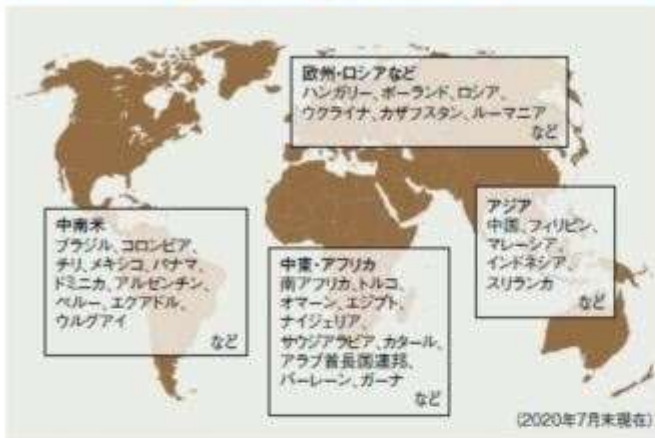 欧州・ロシアなど
ハンガリー、ポーランド、ロシア、
ウクライナ、カザフスタン、ルーマニア
など
中南米
ブラジル、コロンビア、
チリ、メキシコ、パナマ、
ドミニカ、アルゼンチン、
ペルー、エクアドル、
ウルグアイ
など
中東・アフリカ
南アフリカ、トルコ、
オマーン、エジプト、
ナイジェリア、
サウジアラビア、カタール、
アラブ首長国連邦、
バーレーン、ガーナ
など
アジア
中国、フィリピン、
マレーシア、
インドネシア、
スリランカ
など
(2020年7月末現在)